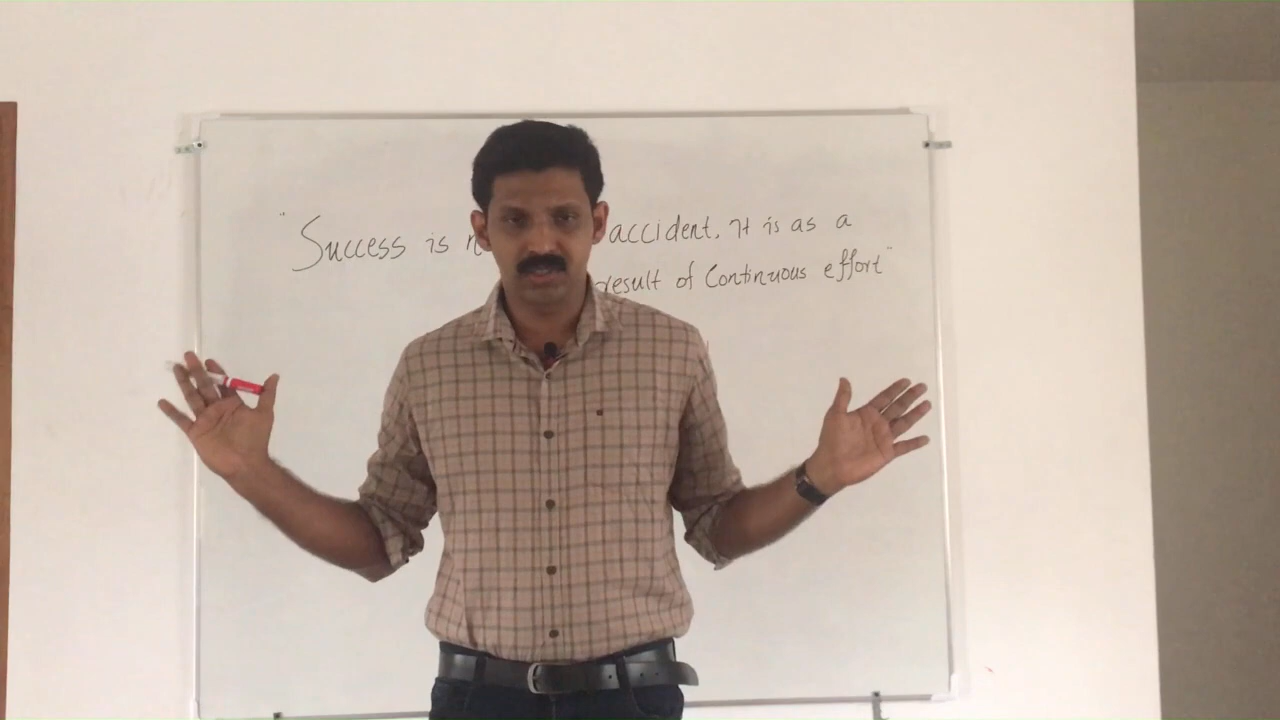 "Success is accident. It is as a
result of Continuous effort"